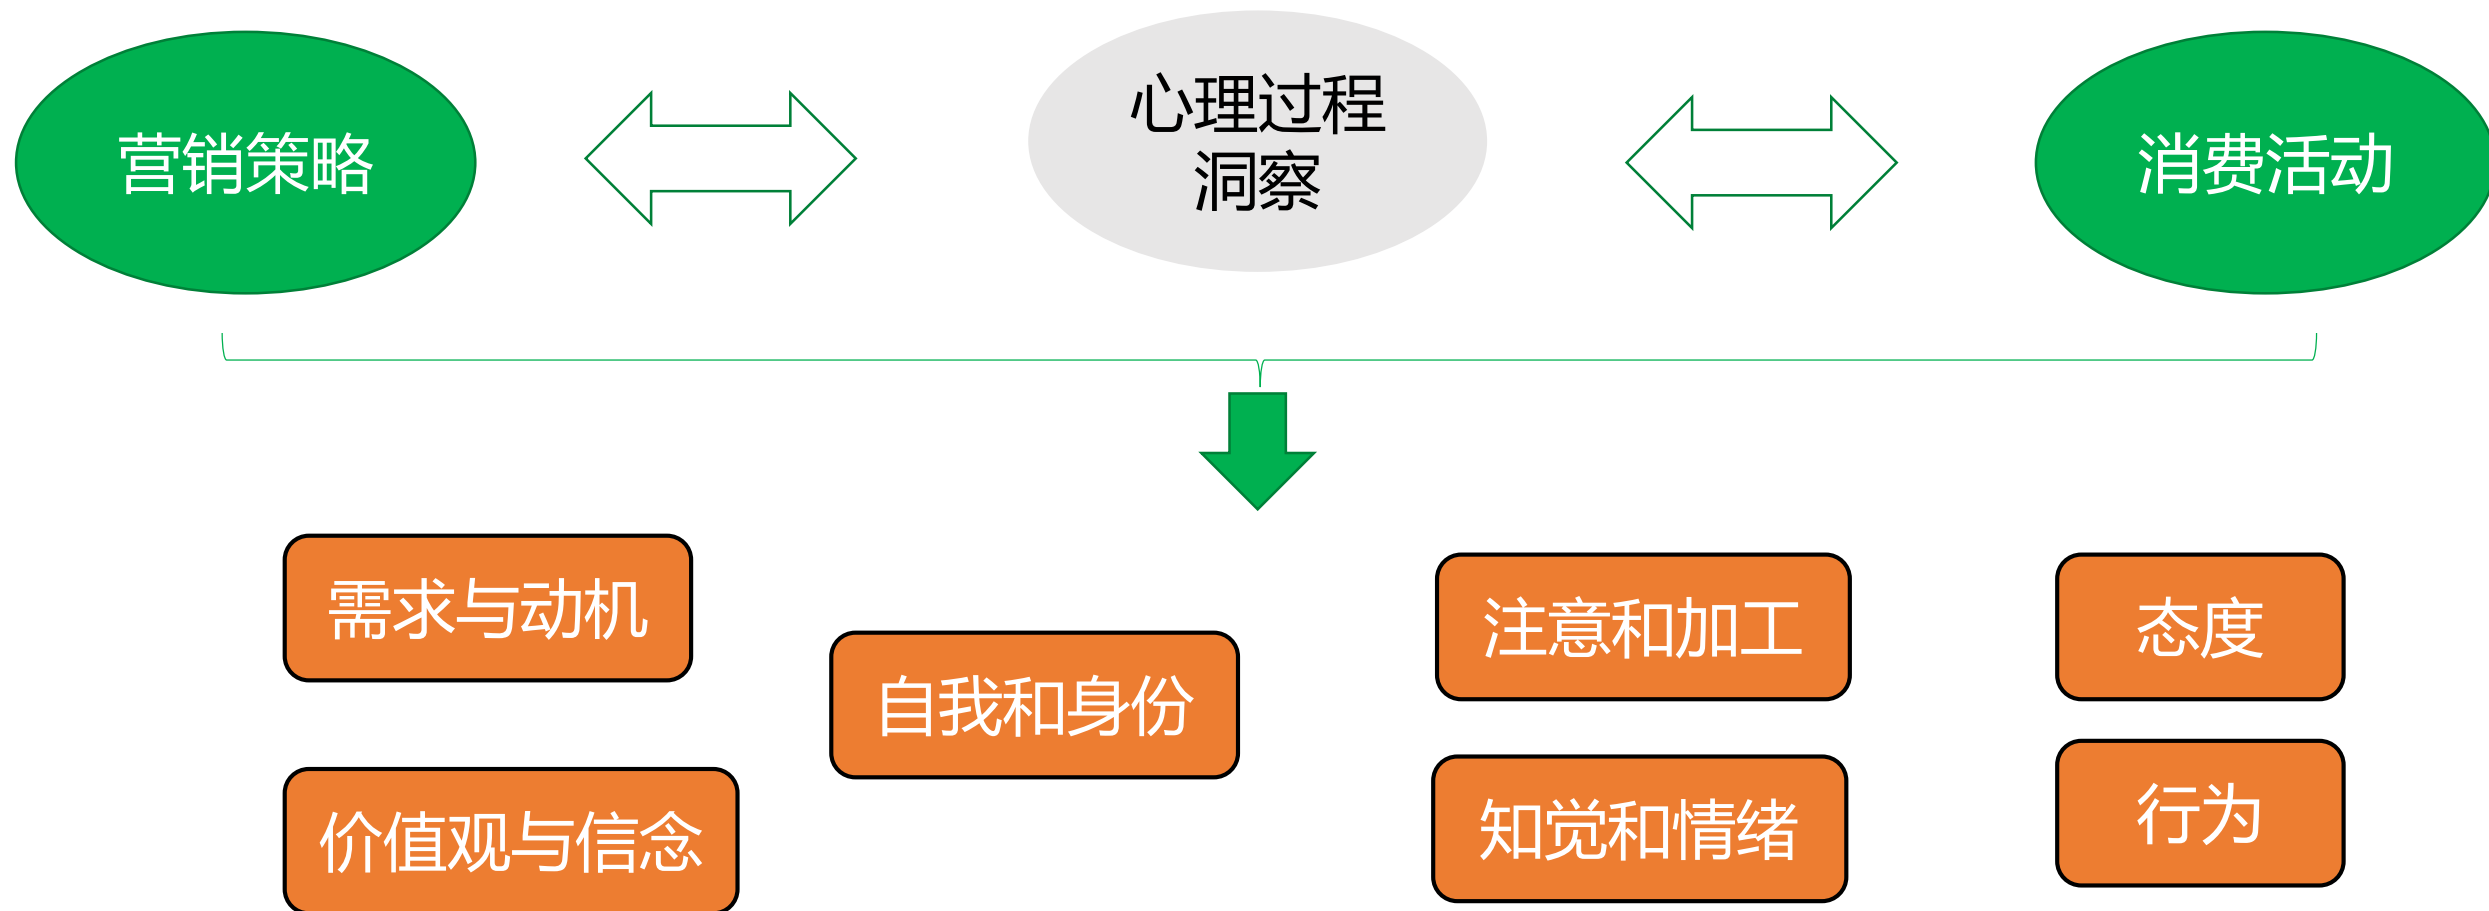 营销策略
心理过程
洞察
消费活动
需求与动机
自我和身份
注意和加工
态度
价值观与信念
知觉和情绪
行为